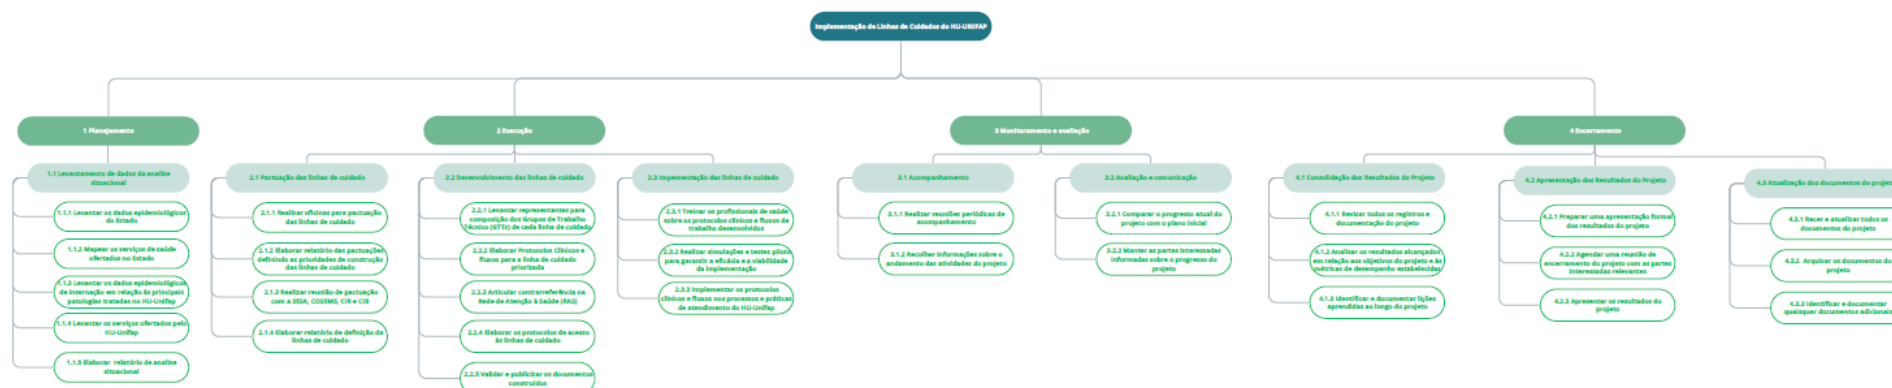 Implementação de Linhas de Cuidados do HU-UNIFAP
1 Planejamento
1.1 Levantamento de dados da analise
situacional
1.1.1 Levantar os dados epidemiológicos
do Estado
1.1.2 Mapear os serviços de saúde
ofertados no Estado
1.1.3 Levantar os dados epidemiológicos
de internação em relação às principais
patologias tratadas no HU-Unifap
1.1.4 Levantar os serviços ofertados pelo
HU-Unifap
1.1.5 Elaborar relatório de analise
situacional
2 Execução
2.1 Pactuação das linhas de cuidado
2.1.1 Realizar oficinas para pactuação
das linhas de cuidado
2.1.2 Elaborar relatório das pactuações
definindo as prioridades de construção
das linhas de cuidado
2.1.3 Realizar reunião de pactuação
com a SESA, COSEMS, CIR e CIB
2.1.4 Elaborar relatório de definição da
linhas de cuidado
2.2 Desenvolvimento das linhas de cuidado
2.2.1 Levantar representantes para
composição dos Grupos de Trabalho
Técnico (GTTs) de cada linha de cuidado
2.2.2 Elaborar Protocolos Clínicos e
fluxos para a linha de cuidado
priorizada
2.2.3 Articular contrarreferência na
Rede de Atenção à Saúde (RAS)
2.2.4 Elaborar os protocolos de acesso
às linhas de cuidado
2.2.5 Validar e publicizar os documentos
construídos
2.3 Impementação das linhas de cuidado
2.3.1 Treinar os profissionais de saúde
sobre os protocolos clínicos e fluxos de
trabalho desenvolvidos
2.3.2 Realizar simulações e testes piloto
para garantir a eficácia e a viabilidade
da implementação
2.3.3 Implementar os protocolos
clínicos e fluxos nos processos e práticas
de atendimento do HU-Unifap
3 Monitoramento e avaliação
3.1 Acompanhamento
3.1.1 Realizar reuniões periódicas de
acompanhamento
3.1.2 Recolher informações sobre o
andamento das atividades do projeto
3.2 Avaliação e comunicação
3.2.1 Comparar o progresso atual do
projeto com o plano inicial
3.2.2 Manter as partes interessadas
informadas sobre o progresso do
projeto
4 Encerramento
4.1 Consolidação dos Resultados do Projeto
4.1.1 Revisar todos os registros e
documentação do projeto
4.1.2 Analisar os resultados alcançados
em relação aos objetivos do projeto e às
métricas de desempenho estabelecidas
4.1.3 Identificar e documentar lições
aprendidas ao longo do projeto
4.2 Apresentação dos Resultados do Projeto
4.2.1 Preparar uma apresentação formal
dos resultados do projeto
4.2.2 Agendar uma reunião de
encerramento do projeto com as partes
interessadas relevantes
4.2.3 Apresentar os resultados do
projeto
4.3 Atualização dos documentos do projeto
4.3.1 Recer e atualizar todos os
documentos do projeto
4.3.2 Arquivar os documentos do
projeto
4.3.3 Identificar e documentar
quaisquer documentos adicionais